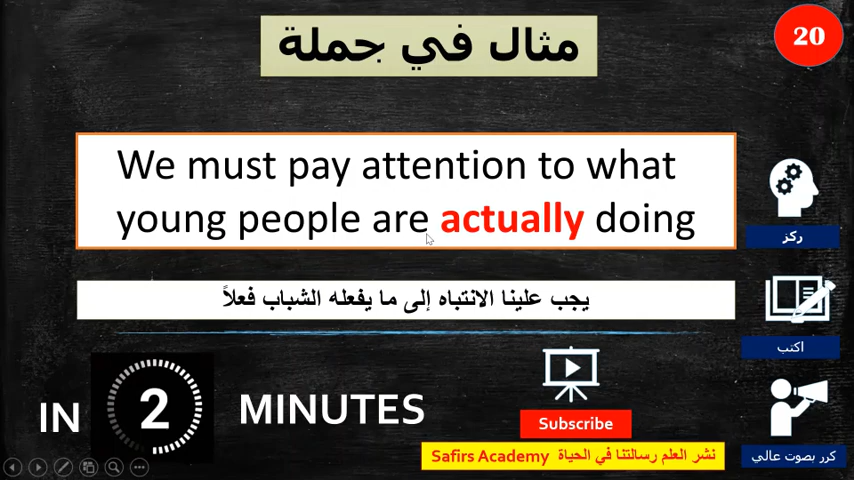 مثال في جملة
20
We must pay attention to what
young people are actually doing
ركز
يجب علينا الانتباه إلى ما يفعله الشباب فعلاً
اكتب
IN 2 MINUTES
Subscribe
نشر العلم رسالتنا في الحياة Safirs Academy
كرر بصوت عالي